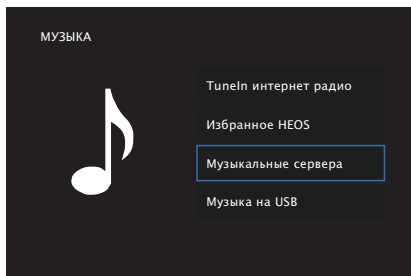 МУЗЫКА
TuneIn интернет радио
Избранное HEOS
Музыкальные сервера
Музыка на USB